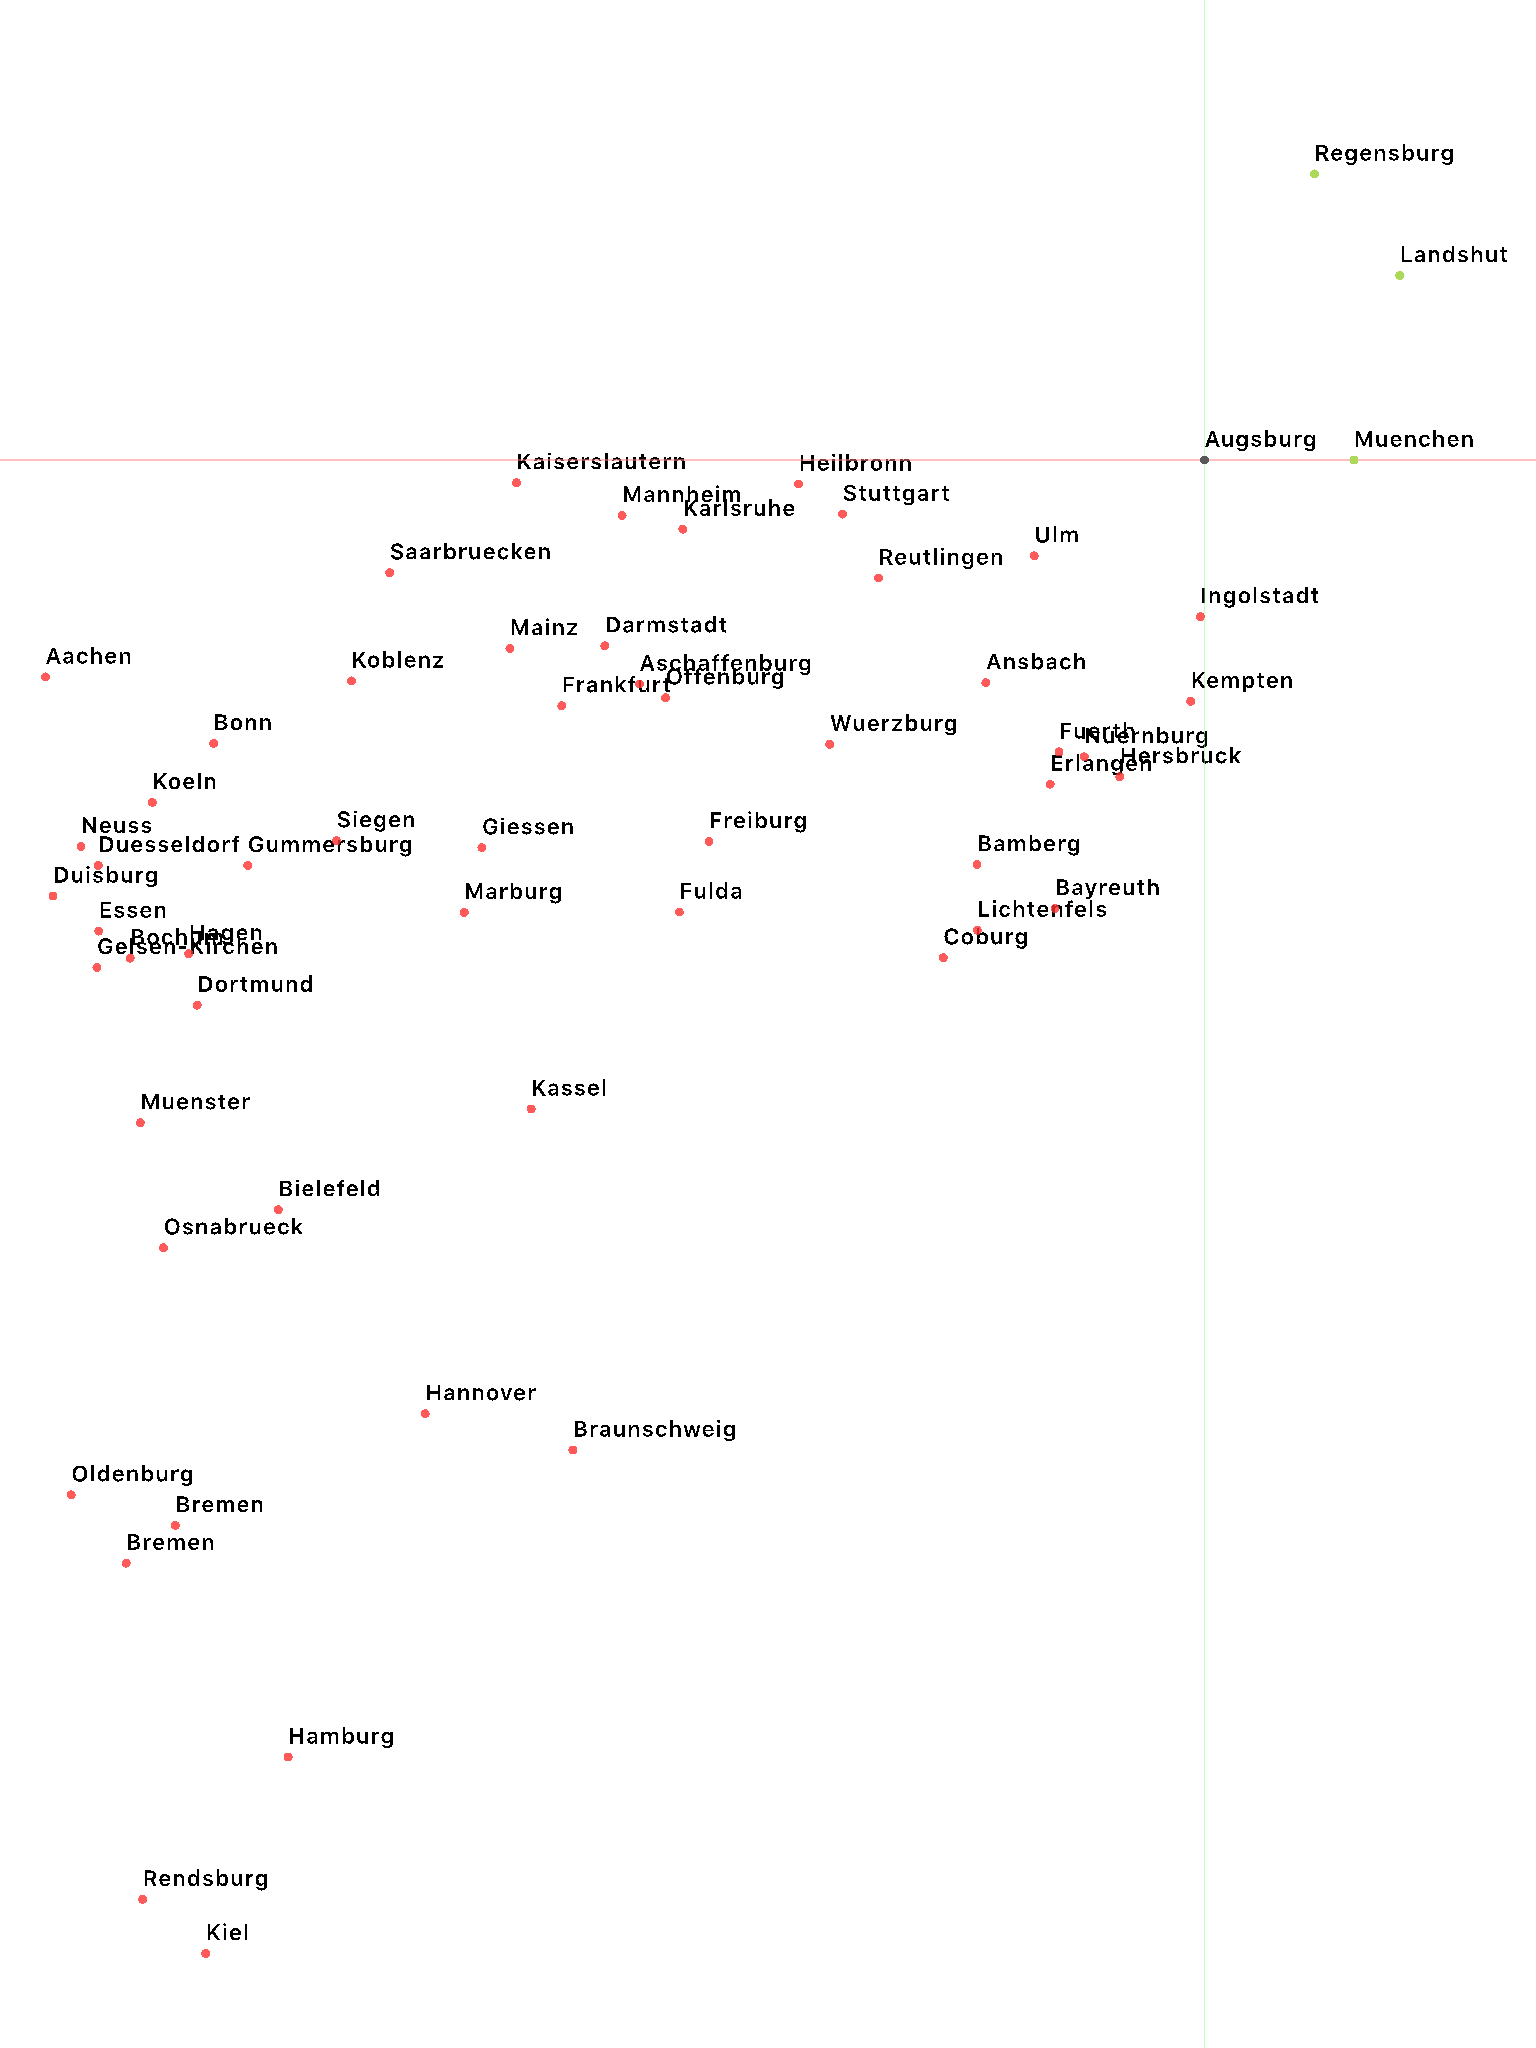 Regensburg
Landshut
Augsburg
Muenchen
Kaiserslautern
Heilbronn
Mannheim
Stuttgart
Karlsruhe
Ulm
Saarbruecken
Reutlingen
Ingolstadt
Mainz
Darmstadt
Aachen
Koblenz
Aschaffenburg
Ansbach
Offenburg
Frankfurt
Kempten
Bonn
Wuerzburg
Fuerth
Nuernburg
Hersbruck
Erlangen
Koeln
Siegen
Freiburg
Neuss
Giessen
Duesseldorf
Gummersburg
Bamberg
Duisburg
Bayreuth
Marburg
Fulda
Essen
Lichtenfels
Hagen
Bochum
Coburg
Gelsen-Kirchen
Dortmund
Kassel
Muenster
Bielefeld
Osnabrueck
Hannover
Braunschweig
Oldenburg
Bremen
Bremen
Hamburg
Rendsburg
Kiel